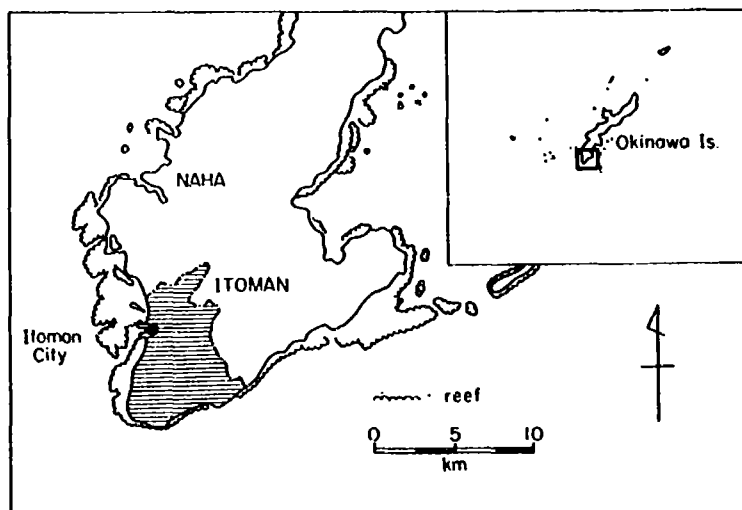 Okinawa Is.
NAHA
ITOMAN
Itoman
City
reef
0 5 10
km